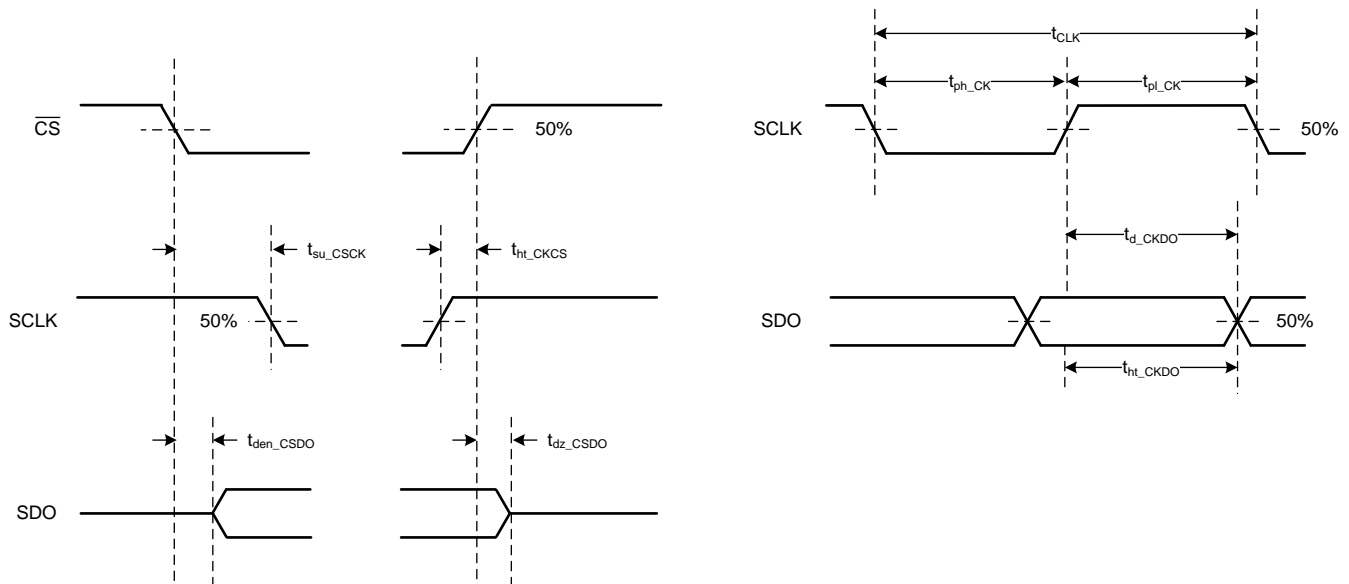 t_CLK
t_ph_CK
t_pl_CK
CS
50%
SCLK
50%
t_su_CSCK
t_ht_CKCS
t_d_CKDO
SCLK
50%
SDO
50%
t_ht_CKDO
t_den_CSDO
t_dz_CSDO
SDO